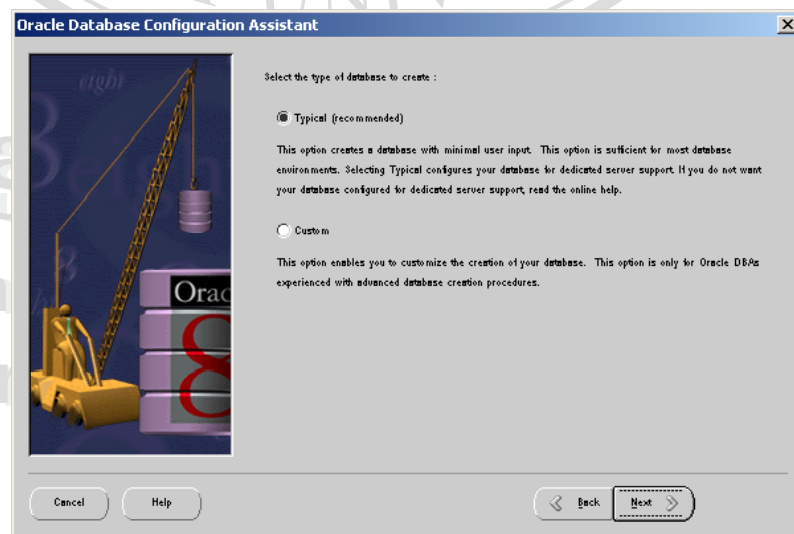 Oracle Database Configuration Assistant
eight
8
Orac
8
Select the type of database to create :
Typical (recommended)
This option creates a database with minimal user input. This option is sufficient for most database
environments. Selecting Typical configures your database for dedicated server support. If you do not want
your database configured for dedicated server support, read the online help.
Custom
This option enables you to customize the creation of your database. This option is only for Oracle DBAs
experienced with advanced database creation procedures.
Cancel
Help
Back
Next